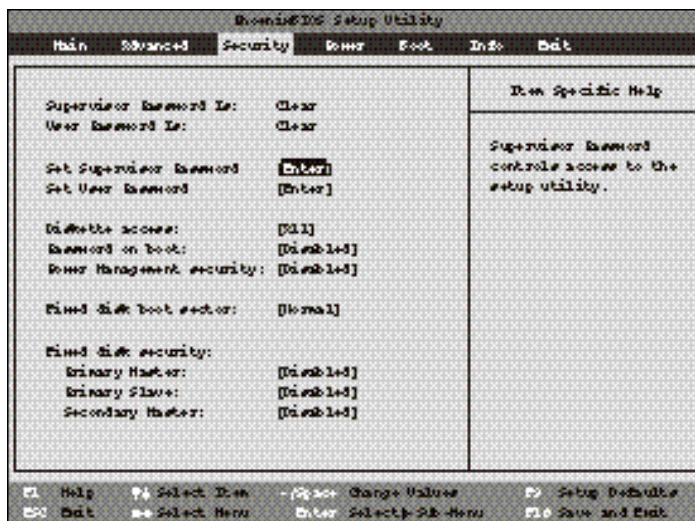 PhoenixBIOS Setup Utility
Main Advanced Security Power Boot Info Exit
Supervisor Password Is: Clear
User Password Is: Clear
Set Supervisor Password [Enter]
Set User Password [Enter]
Diskette access: [All]
Password on boot: [Disabled]
Power Management security: [Disabled]
Fixed disk boot sector: [Normal]
Fixed disk security:
Primary Master: [Disabled]
Primary Slave: [Disabled]
Secondary Master: [Disabled]
Item Specific Help
Supervisor Password
controls access to the
setup utility.
F1 Help ↑↓ Select Item -/Space Change Values F9 Setup Defaults
ESC Exit ←→ Select Menu Enter Select ▶ Sub-Menu F10 Save and Exit